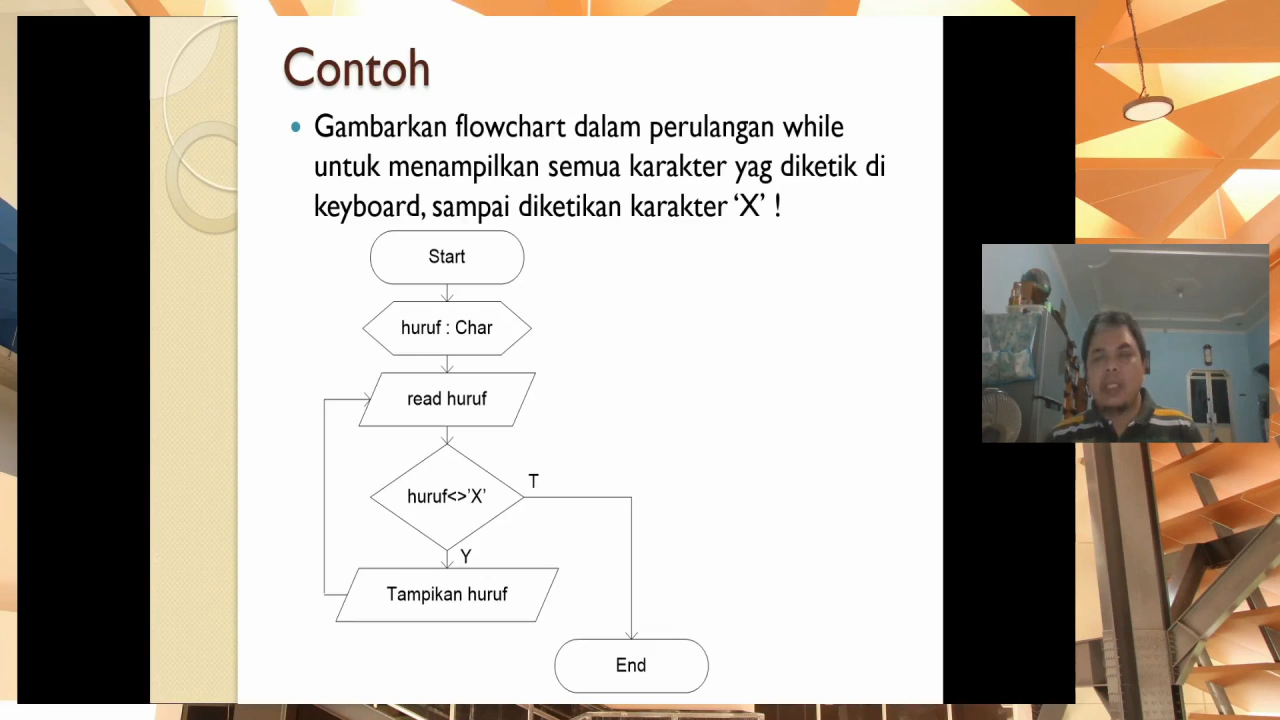 Contoh
Gambarkan flowchart dalam perulangan while
untuk menampilkan semua karakter yag diketik di
keyboard, sampai diketikan karakter ‘X’ !
Start
huruf : Char
read huruf
huruf<>’X’
T
Y
Tampikan huruf
End